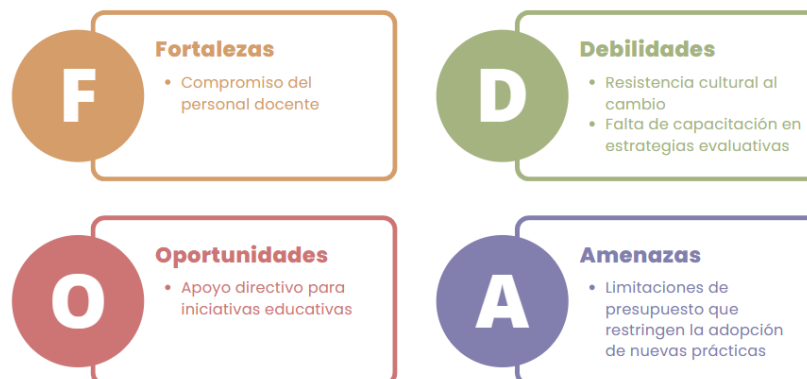 F
Fortalezas
• Compromiso del
personal docente
D
Debilidades
• Resistencia cultural al
cambio
• Falta de capacitación en
estrategias evaluativas
O
Oportunidades
• Apoyo directivo para
iniciativas educativas
A
Amenazas
• Limitaciones de
presupuesto que
restringen la adopción
de nuevas prácticas